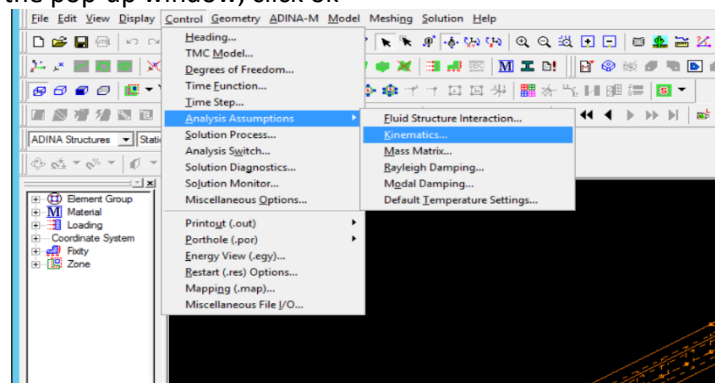 the pop-up window, click ok
File Edit View Display Control Geometry ADINA-M Model Meshing Solution Help
Heading...
TMC Model...
Degrees of Freedom...
Time Function...
Time Step...
Analysis Assumptions
Fluid Structure Interaction...
Solution Process...
Kinematics...
Analysis Switch...
Mass Matrix...
Solution Diagnostics...
Rayleigh Damping...
Solution Monitor...
Modal Damping...
Miscellaneous Options...
Default Temperature Settings...
Printout (.out)
Porthole (.por)
Energy View (.egy)...
Restart (.res) Options...
Mapping (.map)...
Miscellaneous File I/O...
ADINA Structures
Element Group
M Material
Loading
Coordinate System
Fixity
Zone